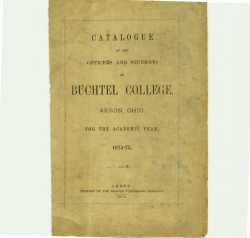 CATALOGUE
OF THE
OFFICERS AND STUDENTS
OF
BUCHTEL COLLEGE,
AKRON, OHIO,
FOR THE ACADEMIC YEAR
1874-75.
AKRON: